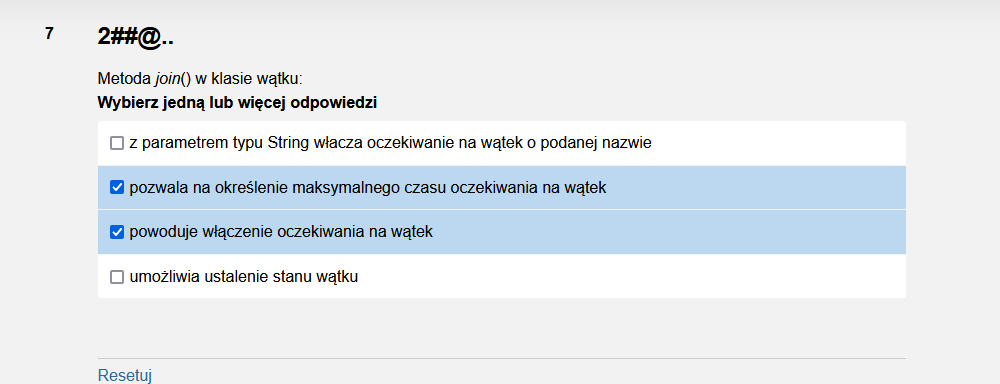 7
2##@..
Metoda join() w klasie wątku:
Wybierz jedną lub więcej odpowiedzi
z parametrem typu String włacza oczekiwanie na wątek o podanej nazwie
pozwala na określenie maksymalnego czasu oczekiwania na wątek
powoduje włączenie oczekiwania na wątek
umożliwia ustalenie stanu wątku
Resetuj